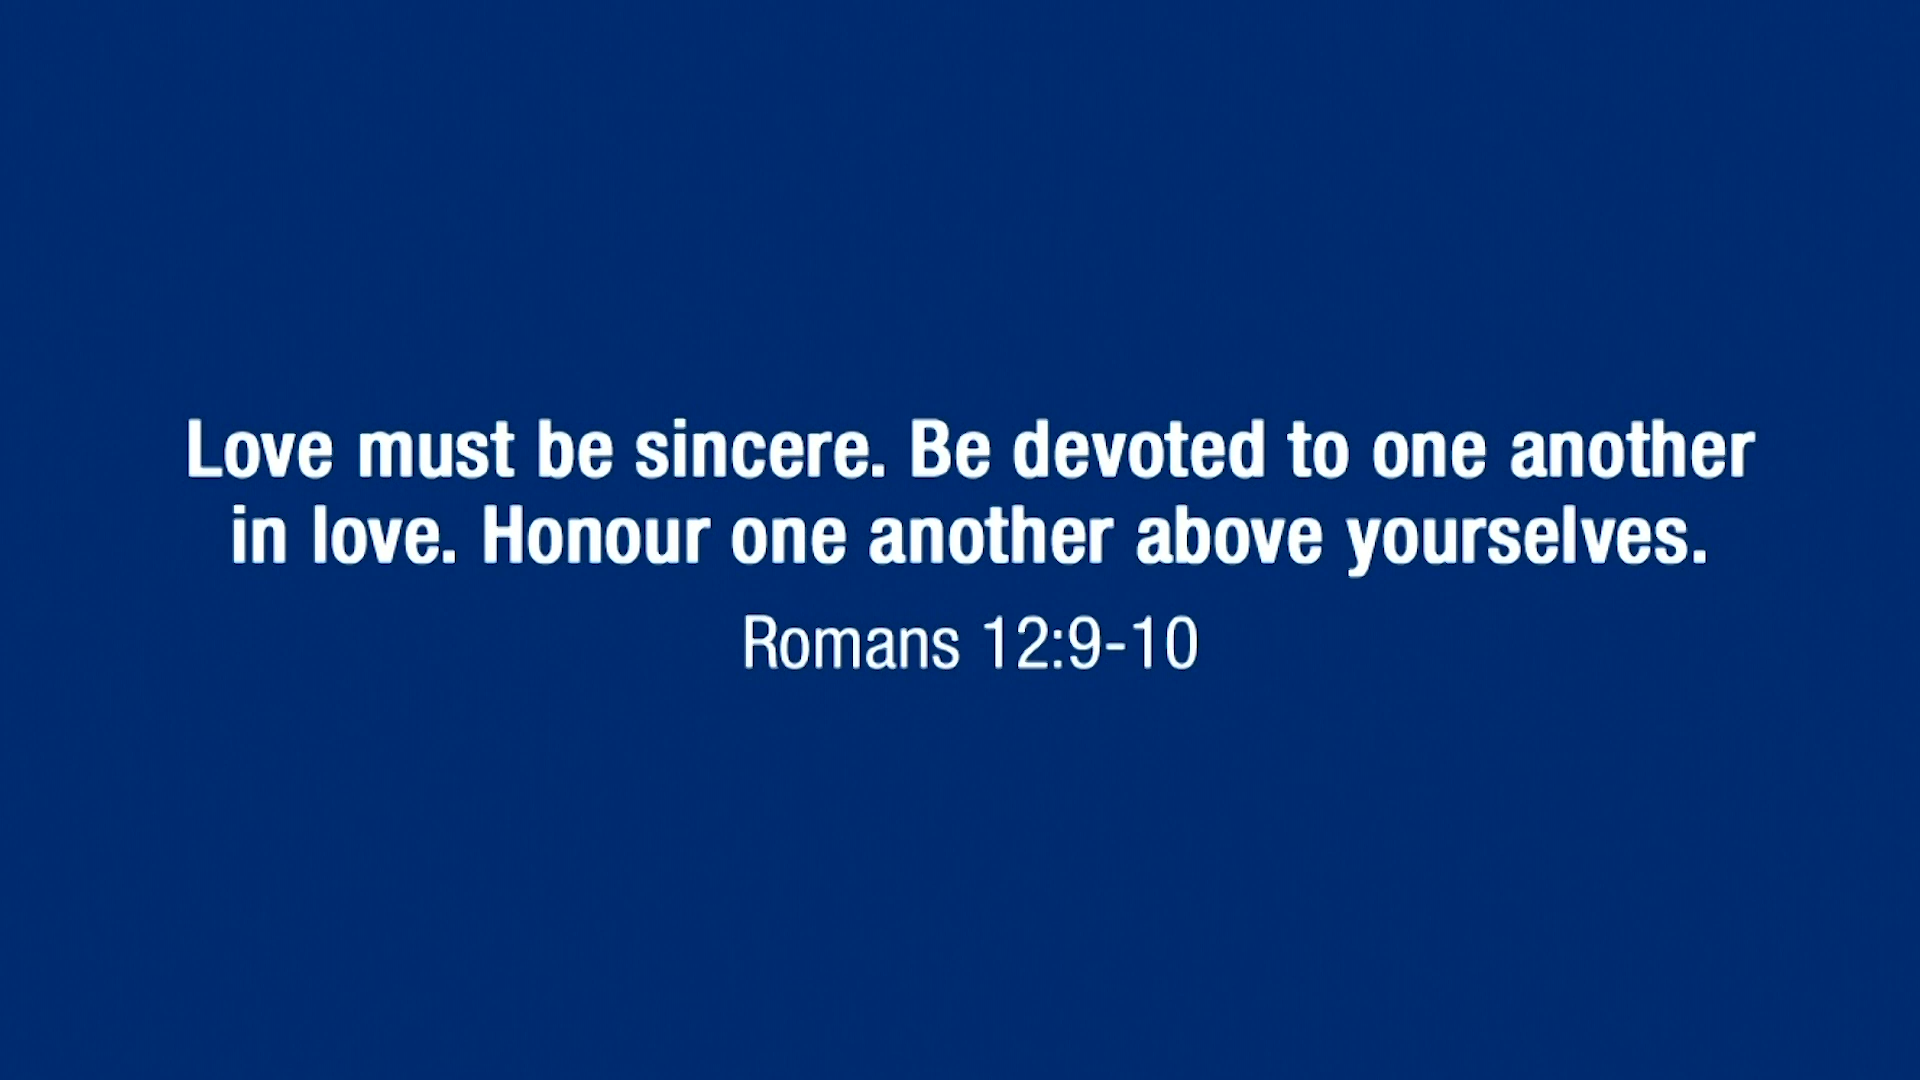 Love must be sincere. Be devoted to one another
in love. Honour one another above yourselves.
Romans 12:9-10